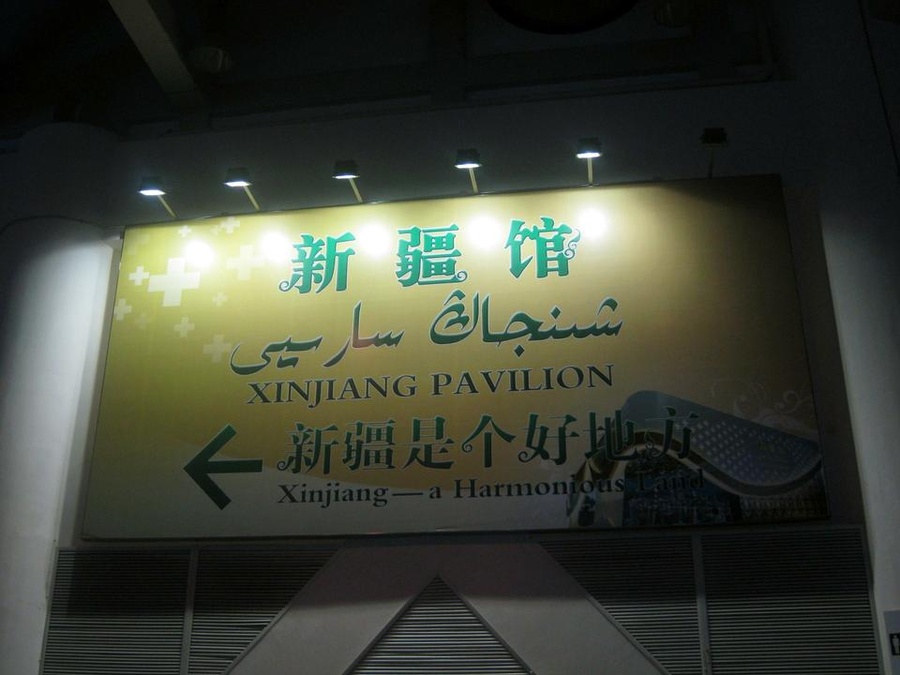 新疆馆
شىنجاڭ سارىيى
XINJIANG PAVILION
新疆是个好地方
Xinjiang—a Harmonious Land